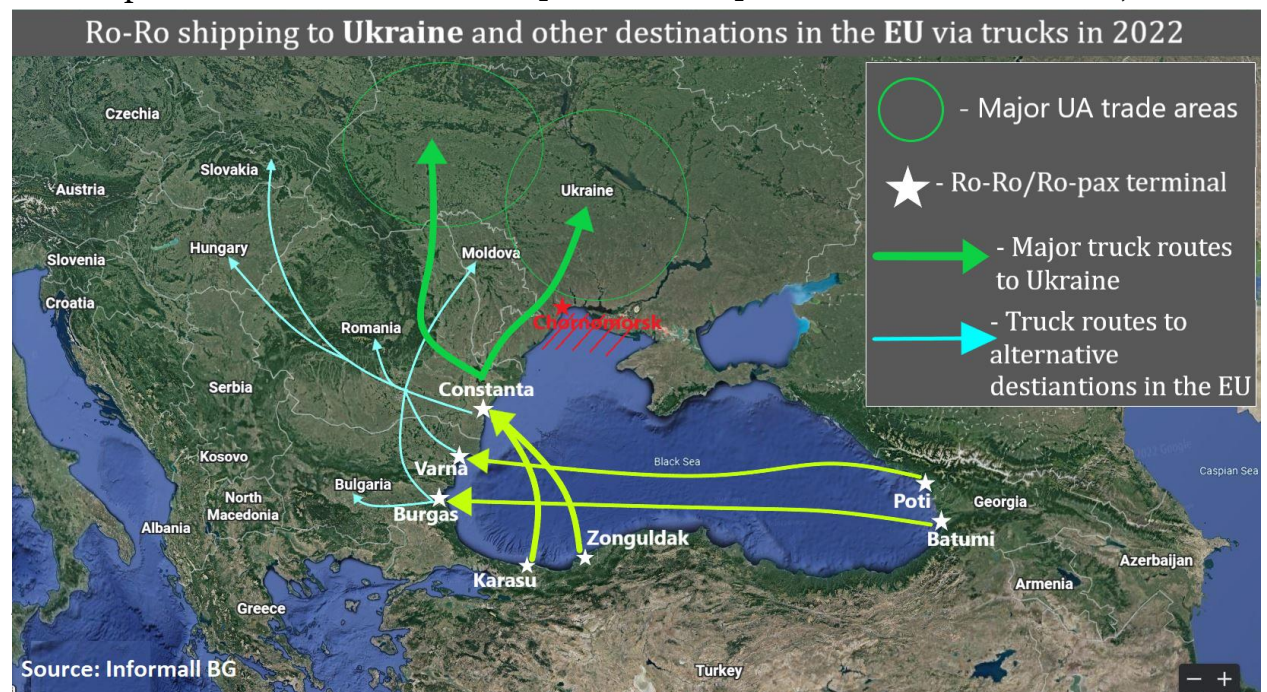 Ro-Ro shipping to Ukraine and other destinations in the EU via trucks in 2022
- Major UA trade areas
- Ro-Ro/Ro-pax terminal
- Major truck routes
to Ukraine
- Truck routes to
alternative
destiantions in the EU
Czechia
Slovakia
Austria
Ukraine
Hungary
Moldova
Slovenia
Croatia
Chornomorsk
Romania
Serbia
Constanta
Kosovo
Varna
Black Sea
Caspian Sea
Bulgaria
Poti
Georgia
North
Macedonia
Burgas
Albania
Zonguldak
Batumi
Azerbaijan
Karasu
Armenia
Greece
Source: Informall BG
Turkey